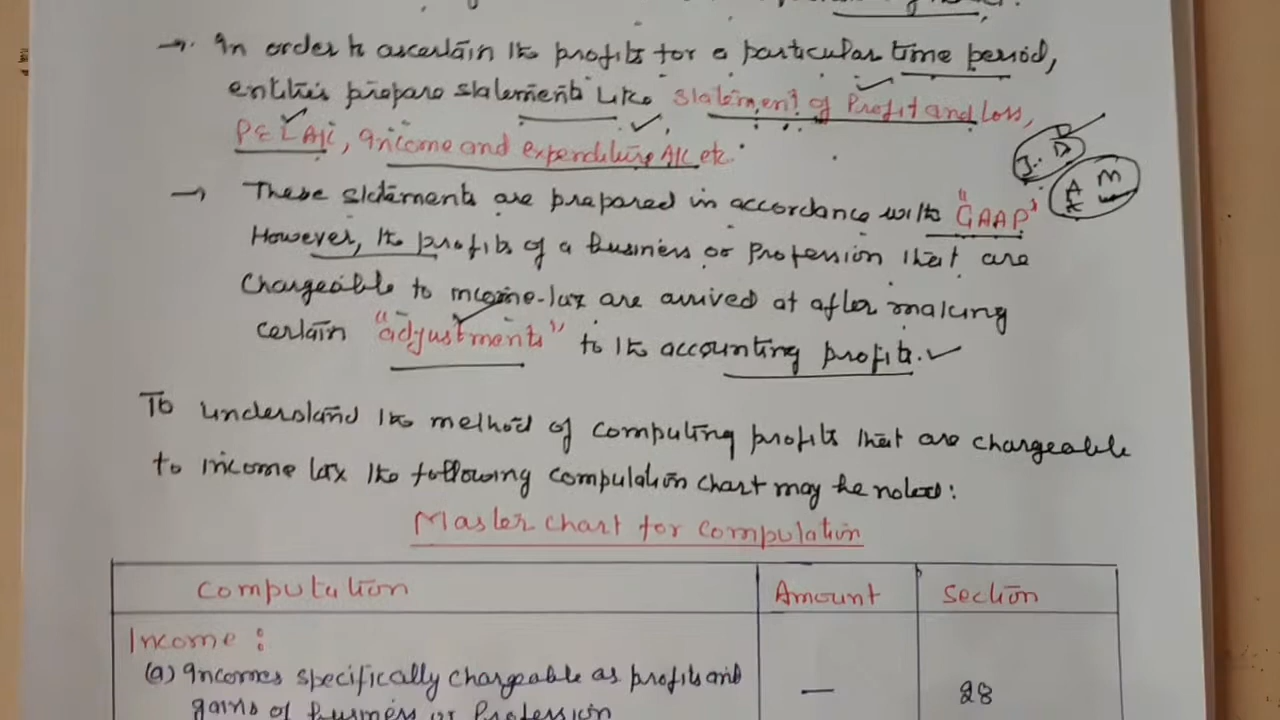 → In order to ascertain the profits for a particular time period,
entities prepare statements like statement of Profit and loss,
P&L A/c, Income and expenditure A/c etc.
→ These statements are prepared in accordance with "GAAP"
However, the profits of a business or Profession that are
chargeable to income-tax are arrived at after making
certain "adjustments" to the accounting profits.
To understand the method of computing profits that are chargeable
to income tax the following computation chart may be noted:
Master chart for computation
Computation Amount Section
Income:
(a) Incomes specifically chargeable as profits and — 28
gains of business or Profession